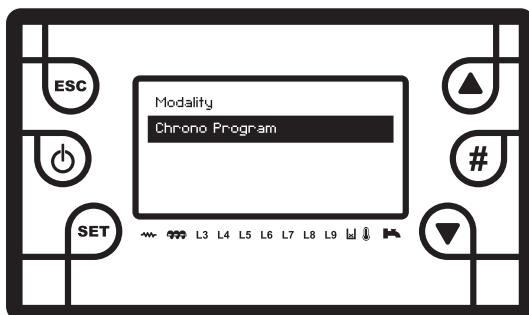 ESC
Modality
Chrono Program
#
SET
L3 L4 L5 L6 L7 L8 L9